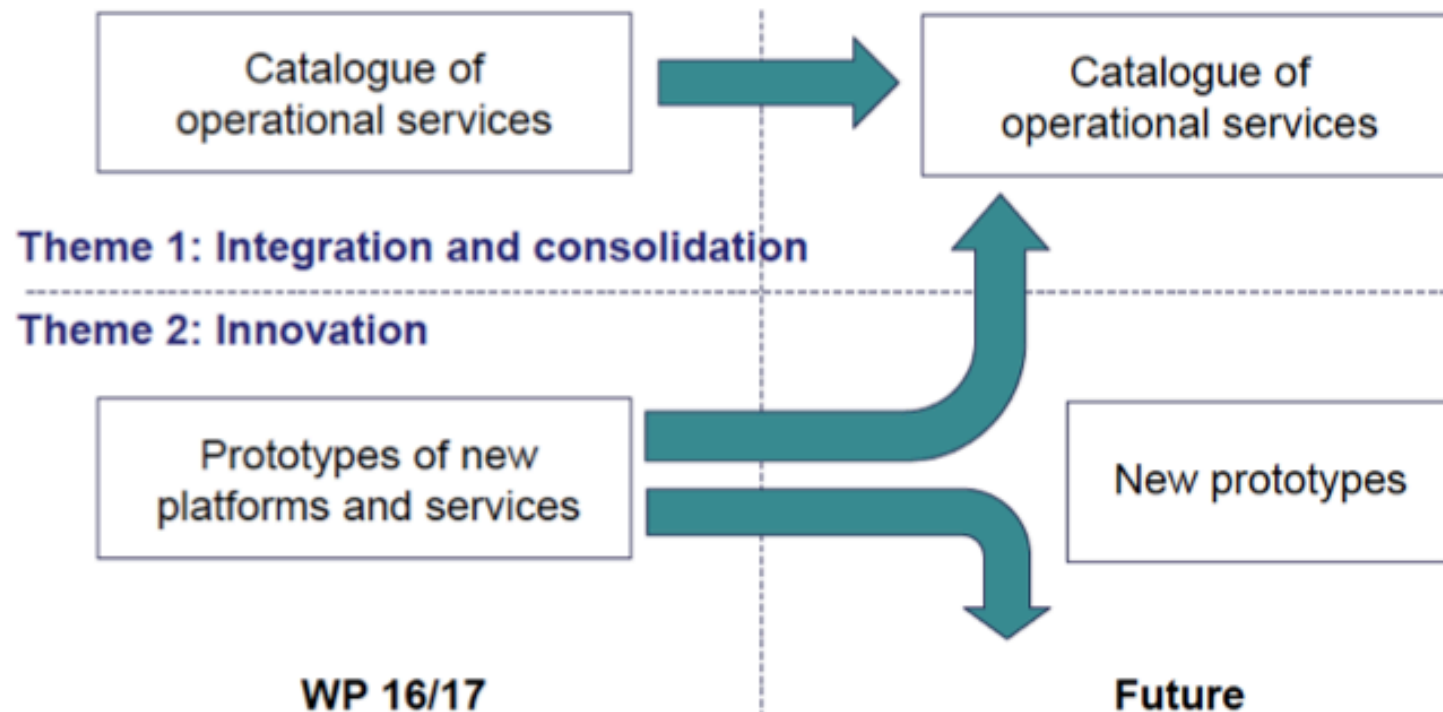 Catalogue of
operational services
Catalogue of
operational services
Theme 1: Integration and consolidation
Theme 2: Innovation
Prototypes of new
platforms and services
New prototypes
WP 16/17
Future